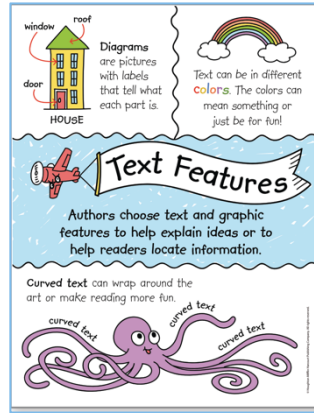 window
roof
door
HOUSE
Diagrams
are pictures
with labels
that tell what
each part is.
Text can be in different
colors. The colors can
mean something or
just be for fun!
Text Features
Authors choose text and graphic
features to help explain ideas or to
help readers locate information.
Curved text can wrap around the
art or make reading more fun.
curved text
curved text
curved text